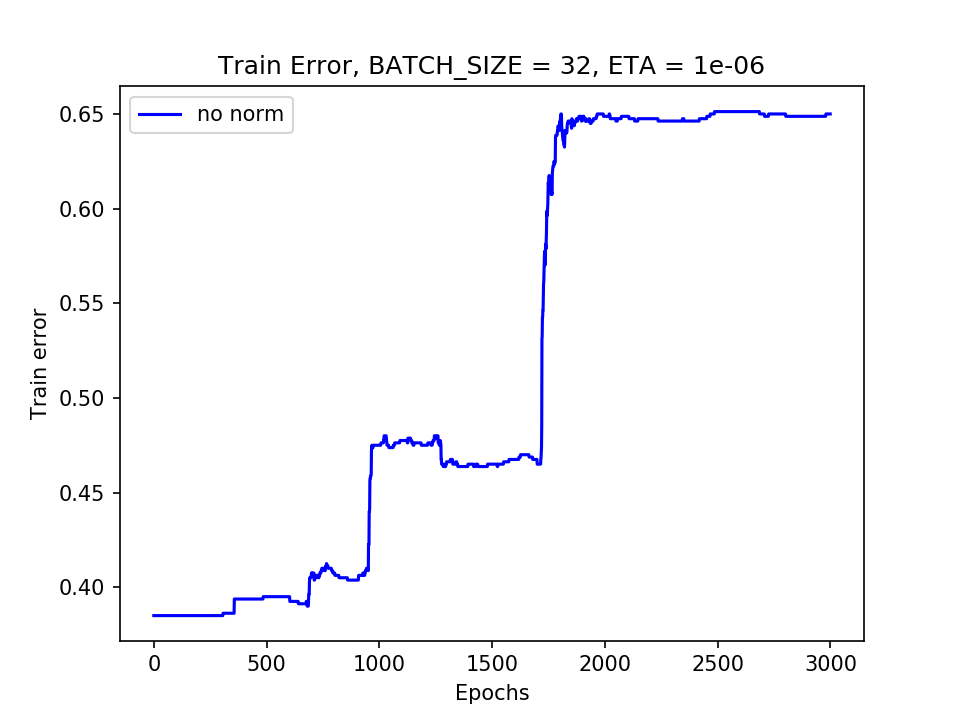 Train Error, BATCH_SIZE = 32, ETA = 1e-06
no norm
0.65
0.60
0.55
0.50
0.45
0.40
Train error
0 500 1000 1500 2000 2500 3000
Epochs